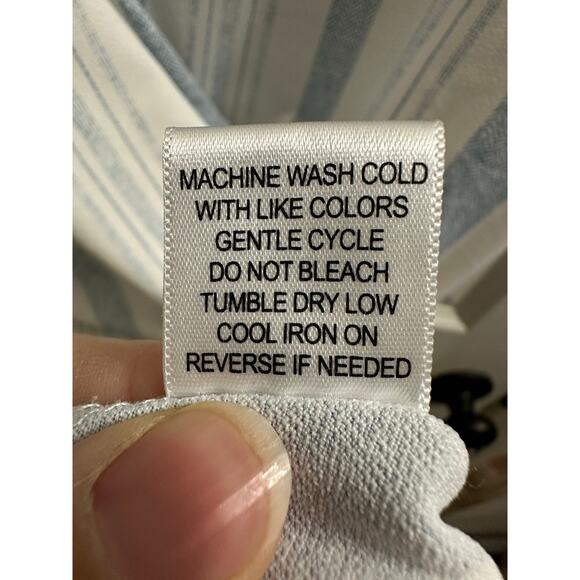 MACHINE WASH COLD
WITH LIKE COLORS
GENTLE CYCLE
DO NOT BLEACH
TUMBLE DRY LOW
COOL IRON ON
REVERSE IF NEEDED